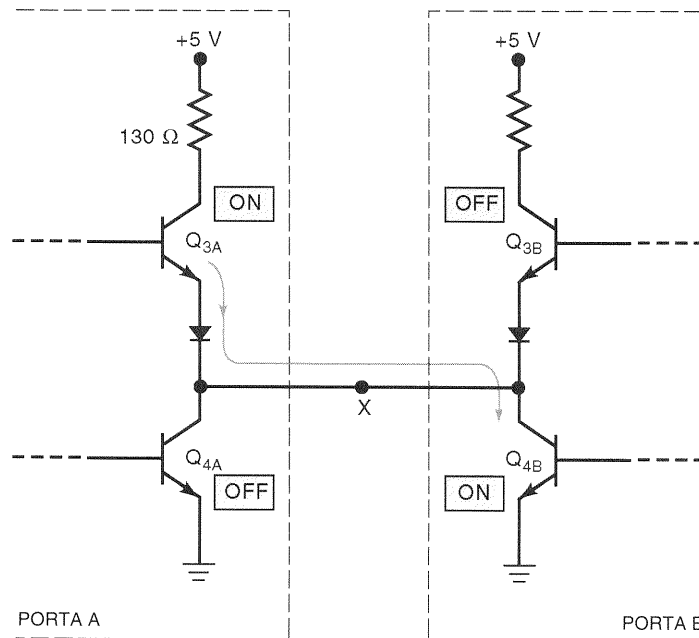 +5 V
+5 V
130 Ω
ON
OFF
Q3A
Q3B
X
Q4A
Q4B
OFF
ON
PORTA A
PORTA